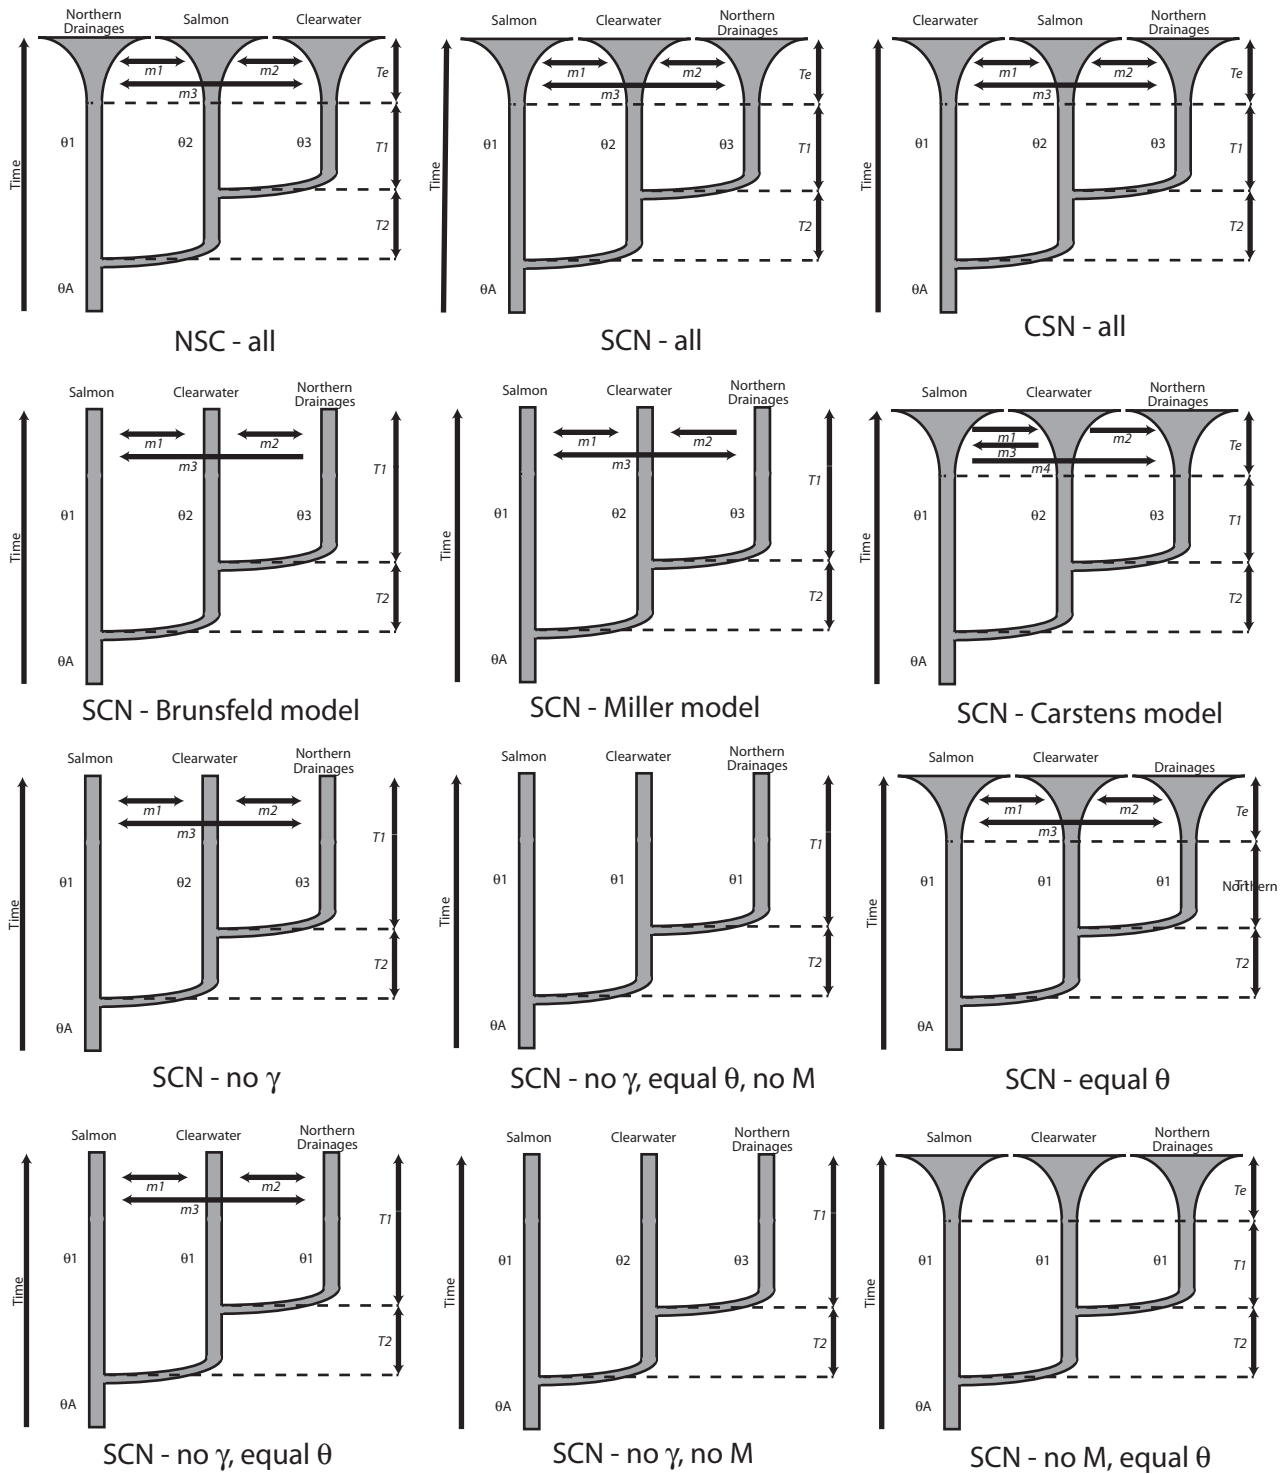 Northern
Drainages
Salmon
Clearwater
m1
m2
m3
Te
θ1
θ2
θ3
T1
T2
θA
Time
NSC - all
Salmon
Clearwater
Northern
Drainages
m1
m2
m3
Te
θ1
θ2
θ3
T1
T2
θA
Time
SCN - all
Clearwater
Salmon
Northern
Drainages
m1
m2
m3
Te
θ1
θ2
θ3
T1
T2
θA
Time
CSN - all
Salmon
Clearwater
Northern
Drainages
m1
m2
m3
T1
θ1
θ2
θ3
T2
θA
Time
SCN - Brunsfeld model
Salmon
Clearwater
Northern
Drainages
m1
m2
m3
T1
θ1
θ2
θ3
T2
θA
Time
SCN - Miller model
Salmon
Clearwater
Northern
Drainages
m1
m2
m3
m4
Te
θ1
θ2
θ3
T1
T2
θA
Time
SCN - Carstens model
Salmon
Clearwater
Northern
Drainages
m1
m2
m3
T1
θ1
θ2
θ3
T2
θA
Time
SCN - no γ
Salmon
Clearwater
Northern
Drainages
T1
θ1
θ1
θ1
T2
θA
Time
SCN - no γ, equal θ, no M
Salmon
Clearwater
Drainages
m1
m2
m3
Te
θ1
θ1
θ1
T1
Northern
T2
θA
Time
SCN - equal θ
Salmon
Clearwater
Northern
Drainages
m1
m2
m3
T1
θ1
θ1
θ1
T2
θA
Time
SCN - no γ, equal θ
Salmon
Clearwater
Northern
Drainages
T1
θ1
θ2
θ3
T2
θA
Time
SCN - no γ, no M
Salmon
Clearwater
Northern
Drainages
Te
θ1
θ1
θ1
T1
T2
θA
Time
SCN - no M, equal θ